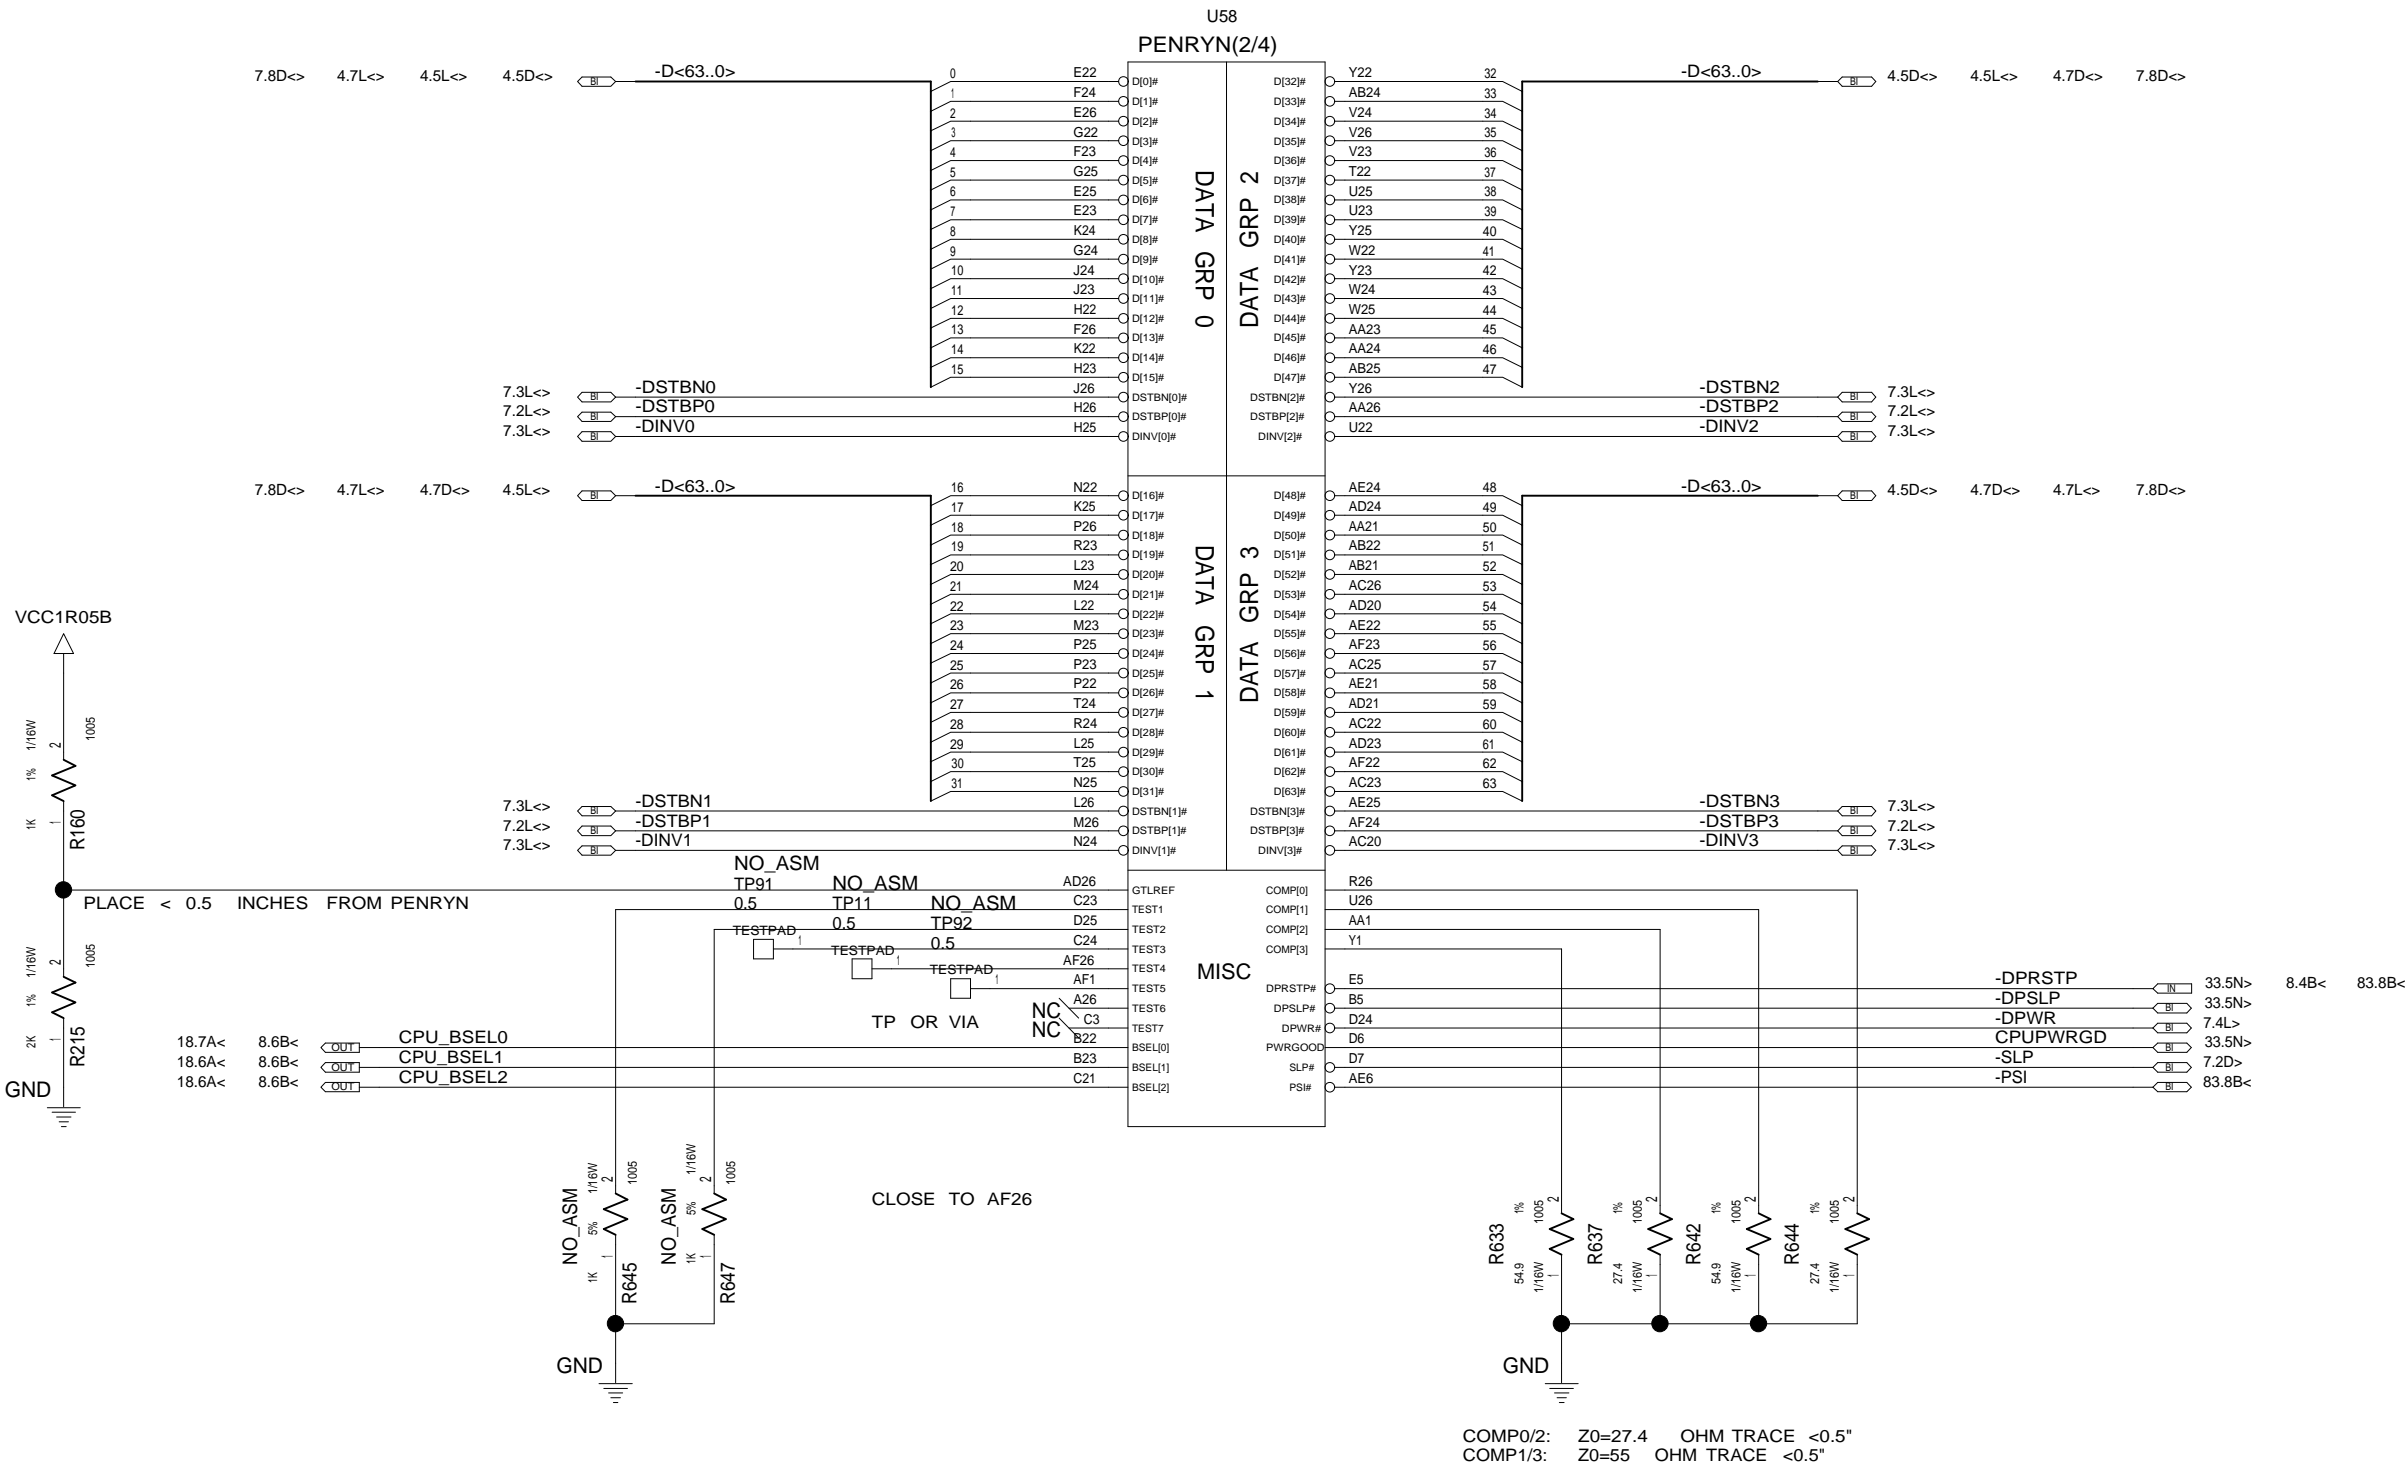 U58
PENRYN(2/4)
7.8D<> 4.7L<> 4.5L<> 4.5D<> BI -D<63..0>
0 E22 D[0]#
1 F24 D[1]#
2 E26 D[2]#
3 G22 D[3]#
4 F23 D[4]#
5 G25 D[5]#
6 E25 D[6]#
7 E23 D[7]#
8 K24 D[8]#
9 G24 D[9]#
10 J24 D[10]#
11 J23 D[11]#
12 H22 D[12]#
13 F26 D[13]#
14 K22 D[14]#
15 H23 D[15]#
7.3L<> BI -DSTBN0 J26 DSTBN[0]#
7.2L<> BI -DSTBP0 H26 DSTBP[0]#
7.3L<> BI -DINV0 H25 DINV[0]#
DATA GRP 0
DATA GRP 2
-D<63..0> BI 4.5D<> 4.5L<> 4.7D<> 7.8D<>
D[32]# Y22 32
D[33]# AB24 33
D[34]# V24 34
D[35]# V26 35
D[36]# V23 36
D[37]# T22 37
D[38]# U25 38
D[39]# U23 39
D[40]# Y25 40
D[41]# W22 41
D[42]# Y23 42
D[43]# W24 43
D[44]# W25 44
D[45]# AA23 45
D[46]# AA24 46
D[47]# AB25 47
DSTBN[2]# Y26 -DSTBN2 BI 7.3L<>
DSTBP[2]# AA26 -DSTBP2 BI 7.2L<>
DINV[2]# U22 -DINV2 BI 7.3L<>
7.8D<> 4.7L<> 4.7D<> 4.5L<> BI -D<63..0>
16 N22 D[16]#
17 K25 D[17]#
18 P26 D[18]#
19 R23 D[19]#
20 L23 D[20]#
21 M24 D[21]#
22 L22 D[22]#
23 M23 D[23]#
24 P25 D[24]#
25 P23 D[25]#
26 P22 D[26]#
27 T24 D[27]#
28 R24 D[28]#
29 L25 D[29]#
30 T25 D[30]#
31 N25 D[31]#
7.3L<> BI -DSTBN1 L26 DSTBN[1]#
7.2L<> BI -DSTBP1 M26 DSTBP[1]#
7.3L<> BI -DINV1 N24 DINV[1]#
DATA GRP 1
DATA GRP 3
-D<63..0> BI 4.5D<> 4.7D<> 4.7L<> 7.8D<>
D[48]# AE24 48
D[49]# AD24 49
D[50]# AA21 50
D[51]# AB22 51
D[52]# AB21 52
D[53]# AC26 53
D[54]# AD20 54
D[55]# AE22 55
D[56]# AF23 56
D[57]# AC25 57
D[58]# AE21 58
D[59]# AD21 59
D[60]# AC22 60
D[61]# AD23 61
D[62]# AF22 62
D[63]# AC23 63
DSTBN[3]# AE25 -DSTBN3 BI 7.3L<>
DSTBP[3]# AF24 -DSTBP3 BI 7.2L<>
DINV[3]# AC20 -DINV3 BI 7.3L<>
VCC1R05B
1/16W 2 1005
1%
1K 1 R160
PLACE < 0.5 INCHES FROM PENRYN
1/16W 2 1005
1%
2K 1 R215
GND
NO_ASM
TP91
0.5
TESTPAD 1
NO_ASM
TP11
0.5
TESTPAD 1
NO_ASM
TP92
0.5
TESTPAD 1
TP OR VIA
AD26 GTLREF
C23 TEST1
D25 TEST2
C24 TEST3
AF26 TEST4
AF1 TEST5
NC A26 TEST6
NC C3 TEST7
18.7A< 8.6B< OUT CPU_BSEL0 B22 BSEL[0]
18.6A< 8.6B< OUT CPU_BSEL1 B23 BSEL[1]
18.6A< 8.6B< OUT CPU_BSEL2 C21 BSEL[2]
MISC
COMP[0] R26
COMP[1] U26
COMP[2] AA1
COMP[3] Y1
DPRSTP# E5 -DPRSTP IN 33.5N> 8.4B< 83.8B<
DPSLP# B5 -DPSLP BI 33.5N>
DPWR# D24 -DPWR BI 7.4L>
PWRGOOD D6 CPUPWRGD BI 33.5N>
SLP# D7 -SLP BI 7.2D>
PSI# AE6 -PSI BI 83.8B<
NO_ASM 1/16W 2 1005
5%
1K 1 R645
NO_ASM 1/16W 2 1005
5%
1K 1 R647
GND
CLOSE TO AF26
R633 1% 1005 2
54.9 1/16W 1
R637 1% 1005 2
27.4 1/16W 1
R642 1% 1005 2
54.9 1/16W 1
R644 1% 1005 2
27.4 1/16W 1
GND
COMP0/2: Z0=27.4 OHM TRACE <0.5"
COMP1/3: Z0=55 OHM TRACE <0.5"